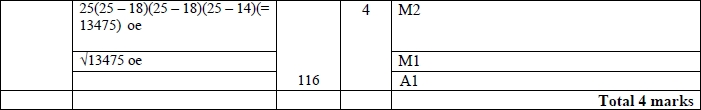 25(25 – 18)(25 – 18)(25 – 14)(= 4 M2
13475) oe
√13475 oe M1
116 A1
Total 4 marks